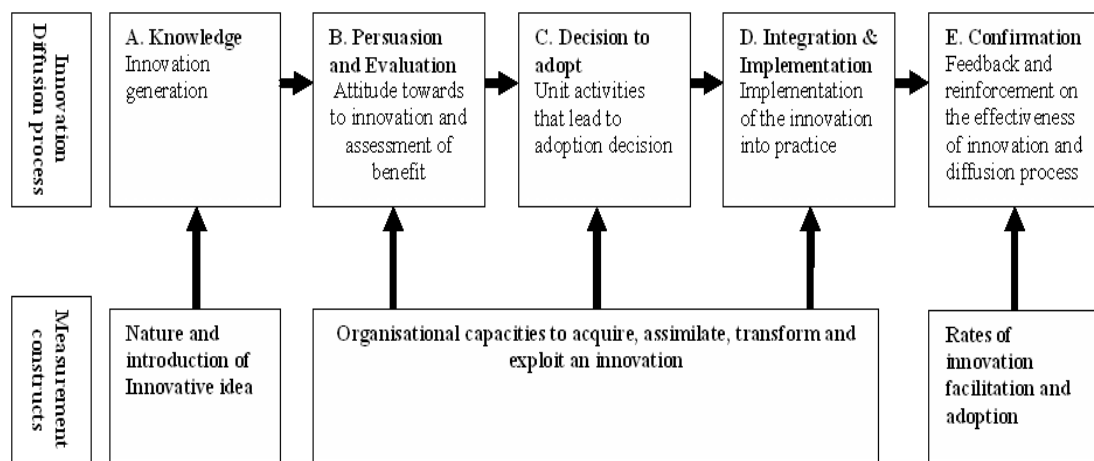 Innovation
Diffusion process
A. Knowledge
Innovation
generation
B. Persuasion
and Evaluation
Attitude towards
to innovation and
assessment of
benefit
C. Decision to
adopt
Unit activities
that lead to
adoption decision
D. Integration &
Implementation
Implementation
of the innovation
into practice
E. Confirmation
Feedback and
reinforcement on
the effectiveness
of innovation and
diffusion process
Measurement
constructs
Nature and
introduction of
Innovative idea
Organisational capacities to acquire, assimilate, transform and
exploit an innovation
Rates of
innovation
facilitation and
adoption